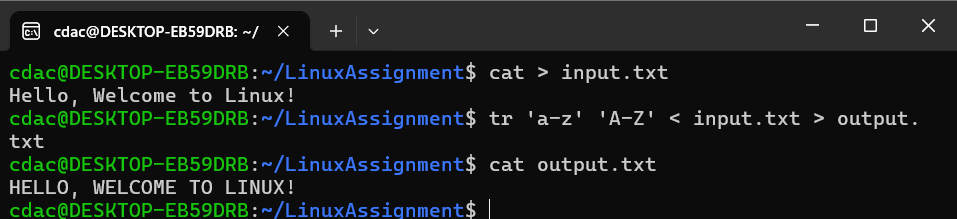 cdac@DESKTOP-EB59DRB: ~/
cdac@DESKTOP-EB59DRB:~/LinuxAssignment$ cat > input.txt
Hello, Welcome to Linux!
cdac@DESKTOP-EB59DRB:~/LinuxAssignment$ tr 'a-z' 'A-Z' < input.txt > output.
txt
cdac@DESKTOP-EB59DRB:~/LinuxAssignment$ cat output.txt
HELLO, WELCOME TO LINUX!
cdac@DESKTOP-EB59DRB:~/LinuxAssignment$